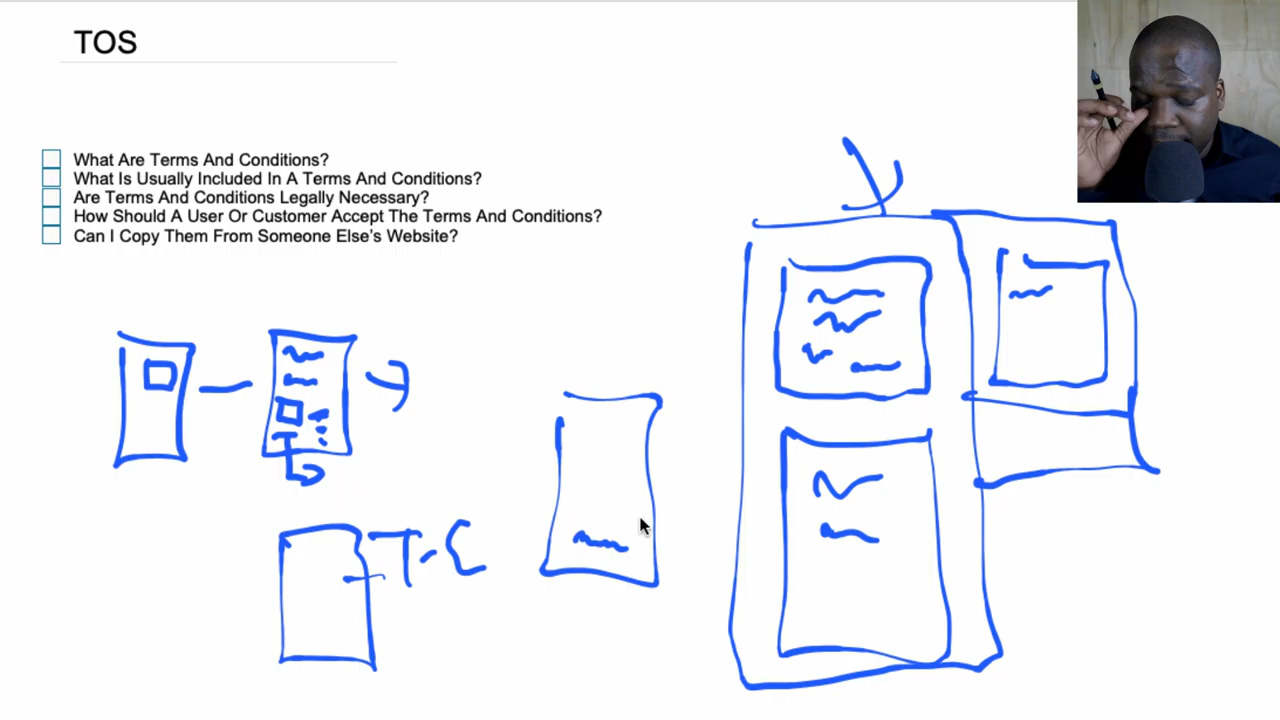 TOS
What Are Terms And Conditions?
What Is Usually Included In A Terms And Conditions?
Are Terms And Conditions Legally Necessary?
How Should A User Or Customer Accept The Terms And Conditions?
Can I Copy Them From Someone Else's Website?
T-C